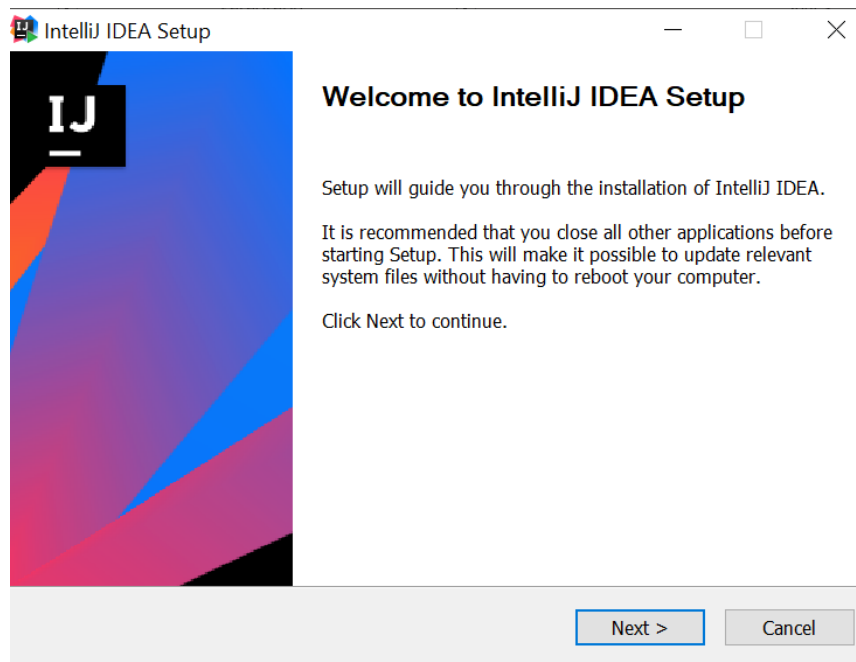 IntelliJ IDEA Setup
IJ
Welcome to IntelliJ IDEA Setup
Setup will guide you through the installation of IntelliJ IDEA.
It is recommended that you close all other applications before
starting Setup. This will make it possible to update relevant
system files without having to reboot your computer.
Click Next to continue.
Next >
Cancel